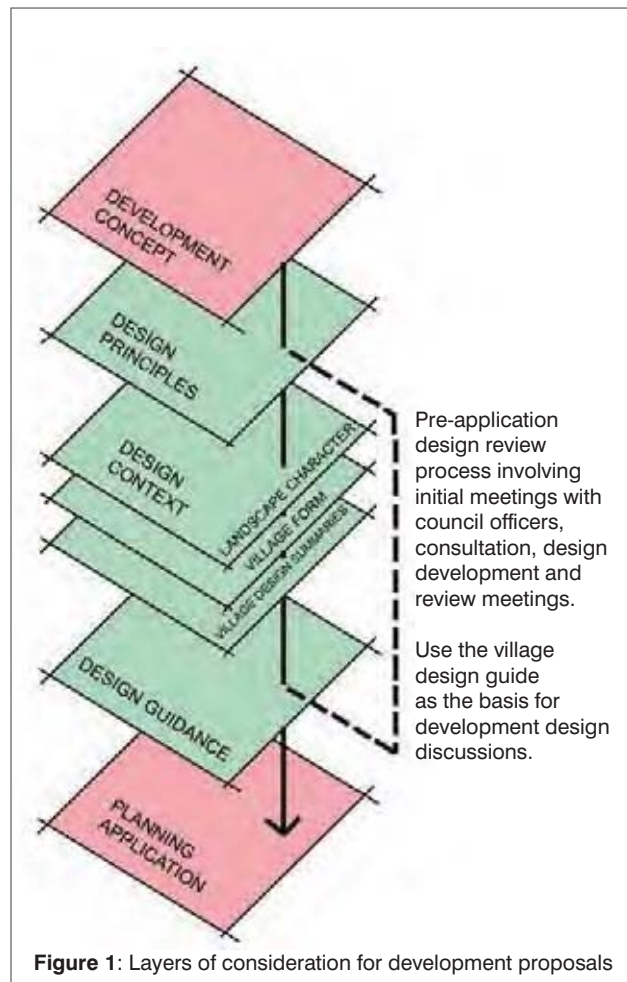 DEVELOPMENT
CONCEPT
DESIGN
PRINCIPLES
DESIGN
CONTEXT
LANDSCAPE CHARACTER
VILLAGE FORM
VILLAGE DESIGN SUMMARIES
DESIGN GUIDANCE
PLANNING
APPLICATION
Pre-application
design review
process involving
initial meetings with
council officers,
consultation, design
development and
review meetings.
Use the village
design guide
as the basis for
development design
discussions.
Figure 1: Layers of consideration for development proposals